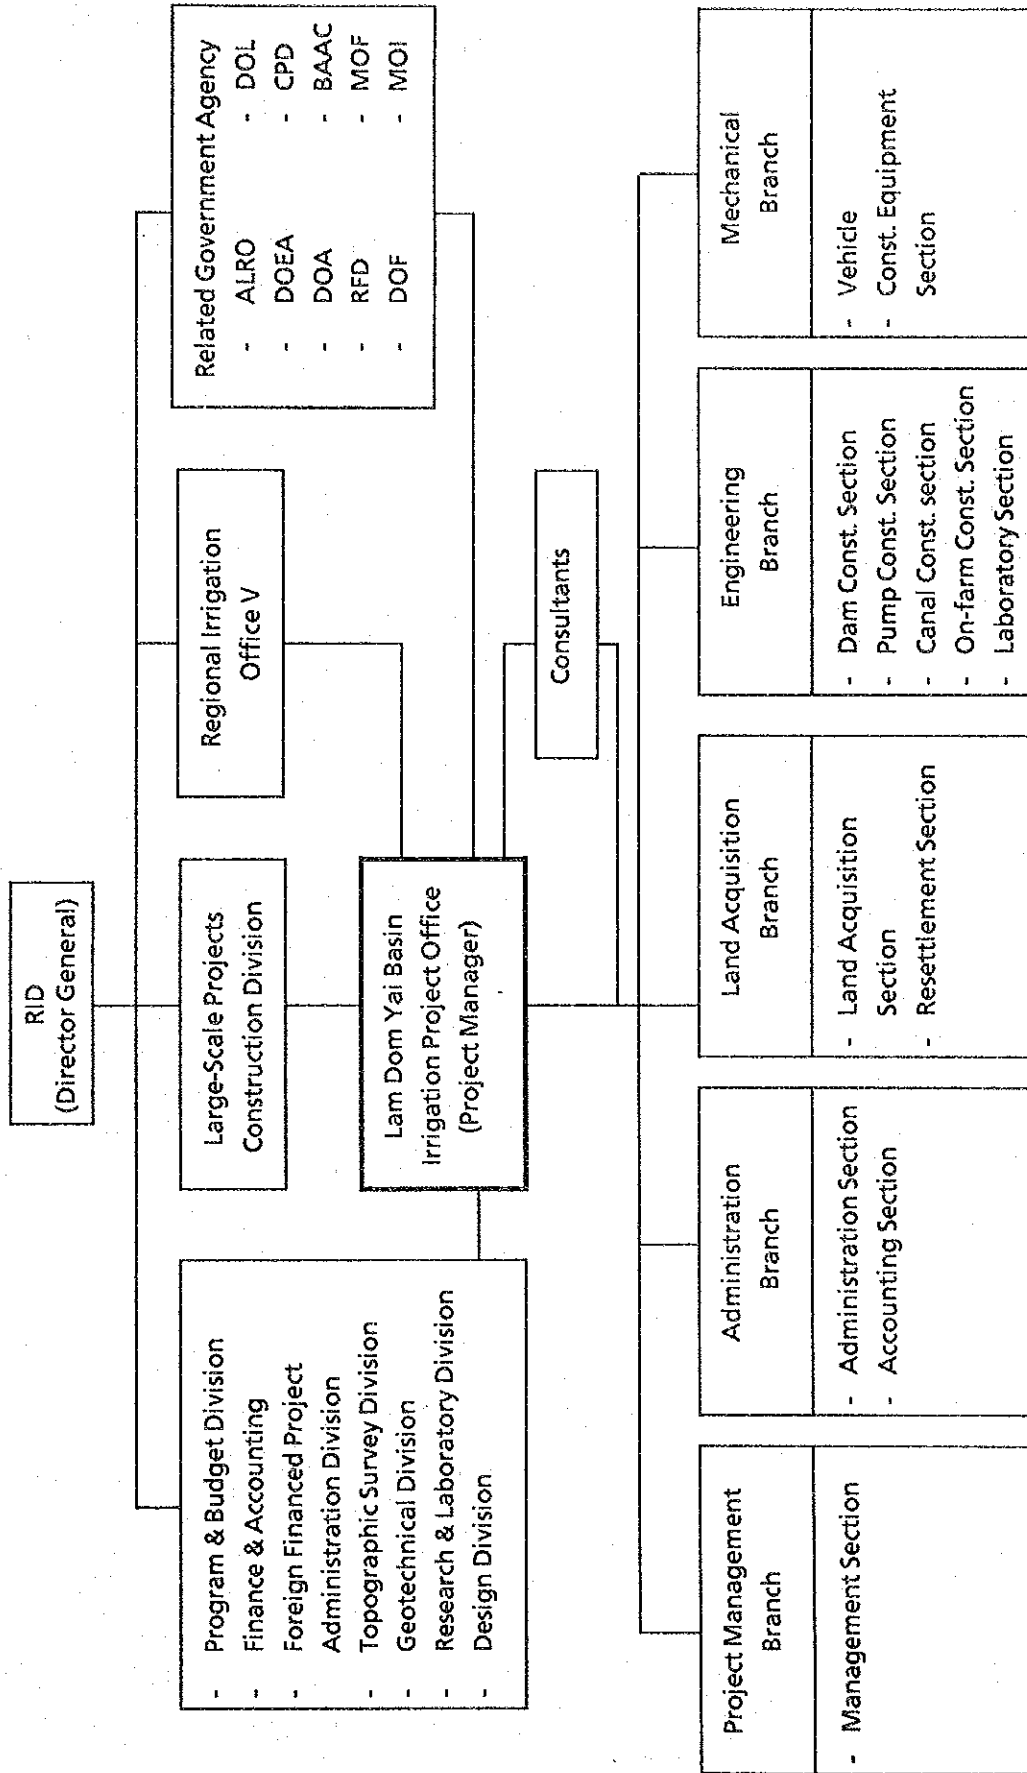 RID
(Director General)
- Program & Budget Division
- Finance & Accounting
- Foreign Financed Project
Administration Division
- Topographic Survey Division
- Geotechnical Division
- Research & Laboratory Division
- Design Division
Large-Scale Projects
Construction Division
Regional Irrigation
Office V
Related Government Agency
- ALRO - DOL
- DOEA - CPD
- DOA - BAAC
- RFD - MOF
- DOF - MOI
Lam Dom Yai Basin
Irrigation Project Office
(Project Manager)
Consultants
Project Management
Branch
- Management Section
Administration
Branch
- Administration Section
- Accounting Section
Land Acquisition
Branch
- Land Acquisition
Section
- Resettlement Section
Engineering
Branch
- Dam Const. Section
- Pump Const. Section
- Canal Const. section
- On-farm Const. Section
- Laboratory Section
Mechanical
Branch
- Vehicle
- Const. Equipment
Section